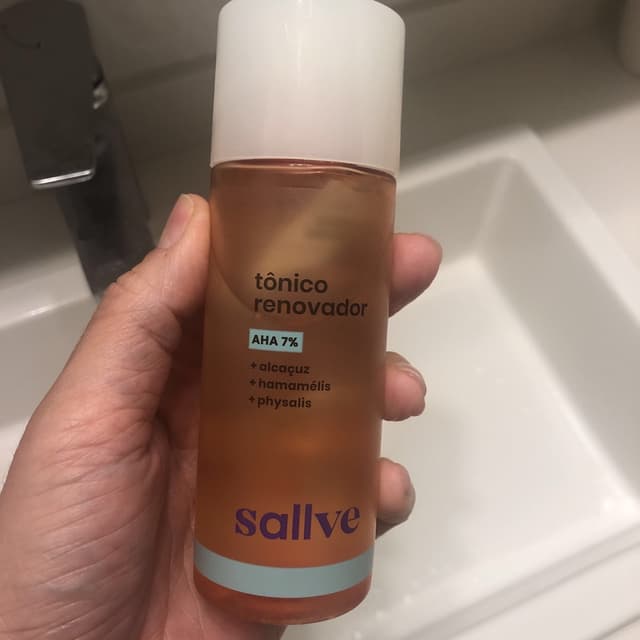 tônico
renovador
AHA 7%
+alcaçuz
+hamamélis
+physalis
sallve